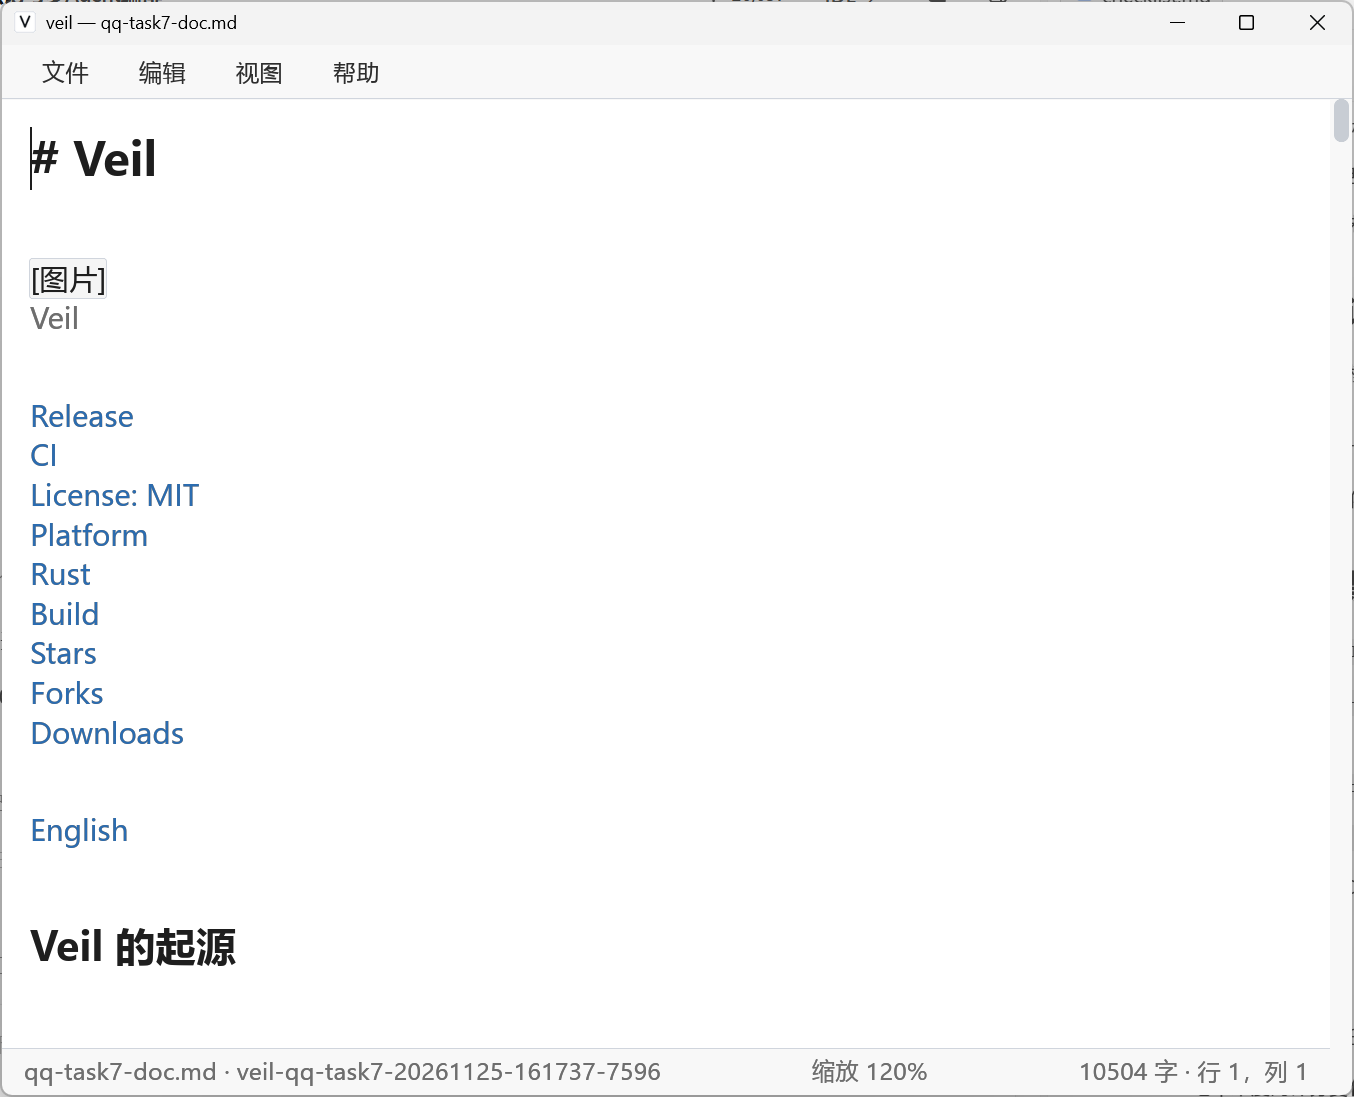 V veil — qq-task7-doc.md
文件 编辑 视图 帮助
# Veil
[图片]
Veil
Release
CI
License: MIT
Platform
Rust
Build
Stars
Forks
Downloads
English
Veil 的起源
qq-task7-doc.md · veil-qq-task7-20261125-161737-7596 缩放 120% 10504 字 · 行 1，列 1